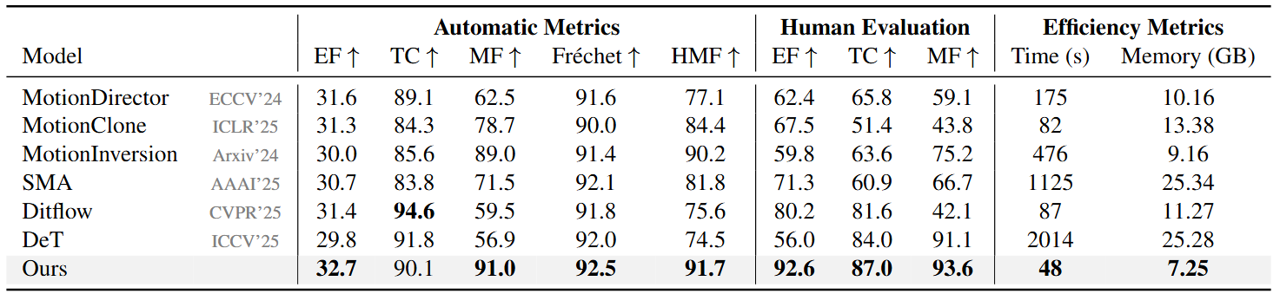 Automatic Metrics Human Evaluation Efficiency Metrics
Model EF ↑ TC ↑ MF ↑ Fréchet ↑ HMF ↑ EF ↑ TC ↑ MF ↑ Time (s) Memory (GB)
MotionDirector ECCV'24 31.6 89.1 62.5 91.6 77.1 62.4 65.8 59.1 175 10.16
MotionClone ICLR'25 31.3 84.3 78.7 90.0 84.4 67.5 51.4 43.8 82 13.38
MotionInversion Arxiv'24 30.0 85.6 89.0 91.4 90.2 59.8 63.6 75.2 476 9.16
SMA AAAI'25 30.7 83.8 71.5 92.1 81.8 71.3 60.9 66.7 1125 25.34
Ditflow CVPR'25 31.4 94.6 59.5 91.8 75.6 80.2 81.6 42.1 87 11.27
DeT ICCV'25 29.8 91.8 56.9 92.0 74.5 56.0 84.0 91.1 2014 25.28
Ours 32.7 90.1 91.0 92.5 91.7 92.6 87.0 93.6 48 7.25